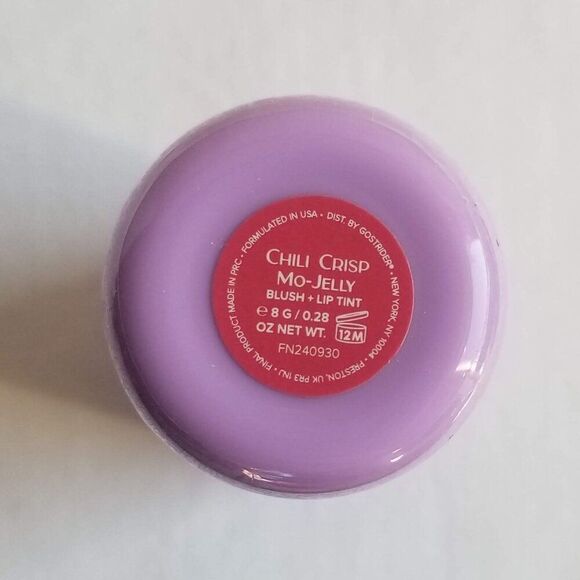 FINAL PRODUCT MADE IN PRC • FORMULATED IN USA • DIST. BY GOSTRIDER® • NEW YORK, NY 10004 • PRESTON, UK PR3 1NJ •
CHILI CRISP
MO-JELLY
BLUSH + LIP TINT
℮ 8 G / 0.28
OZ NET WT.
12M
FN240930